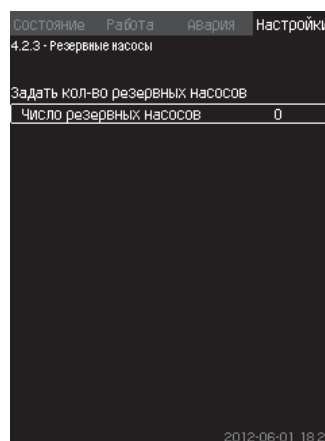 Состояние Работа Авария Настройки
4.2.3 - Резервные насосы
Задать кол-во резервных насосов
Число резервных насосов 0
2012-06-01 18:2